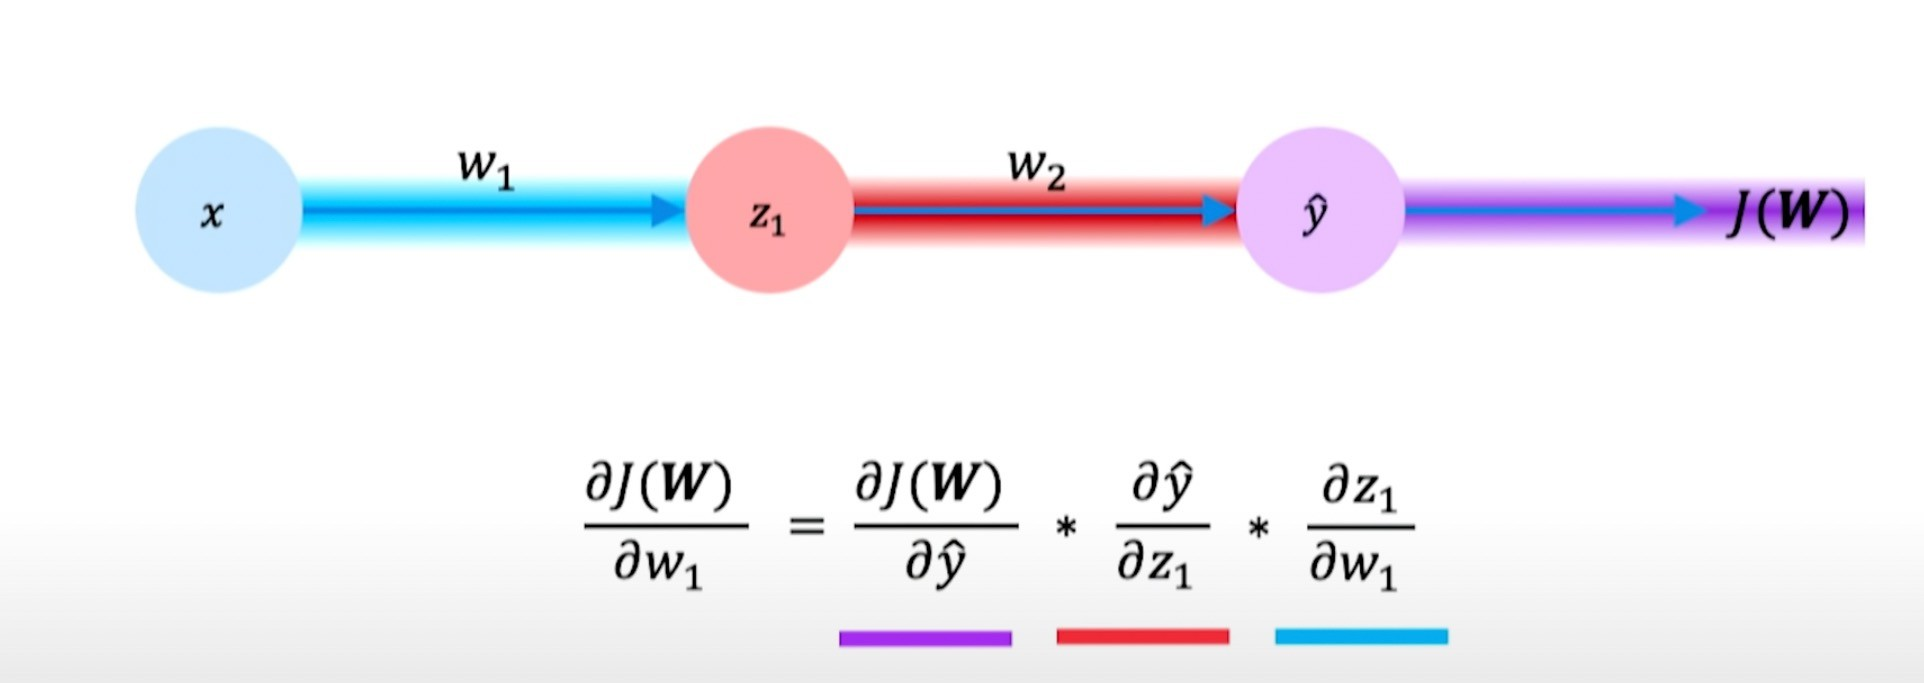 w₁ w₂
x z₁ ŷ J(W)
∂J(W)/∂w₁ = ∂J(W)/∂ŷ * ∂ŷ/∂z₁ * ∂z₁/∂w₁